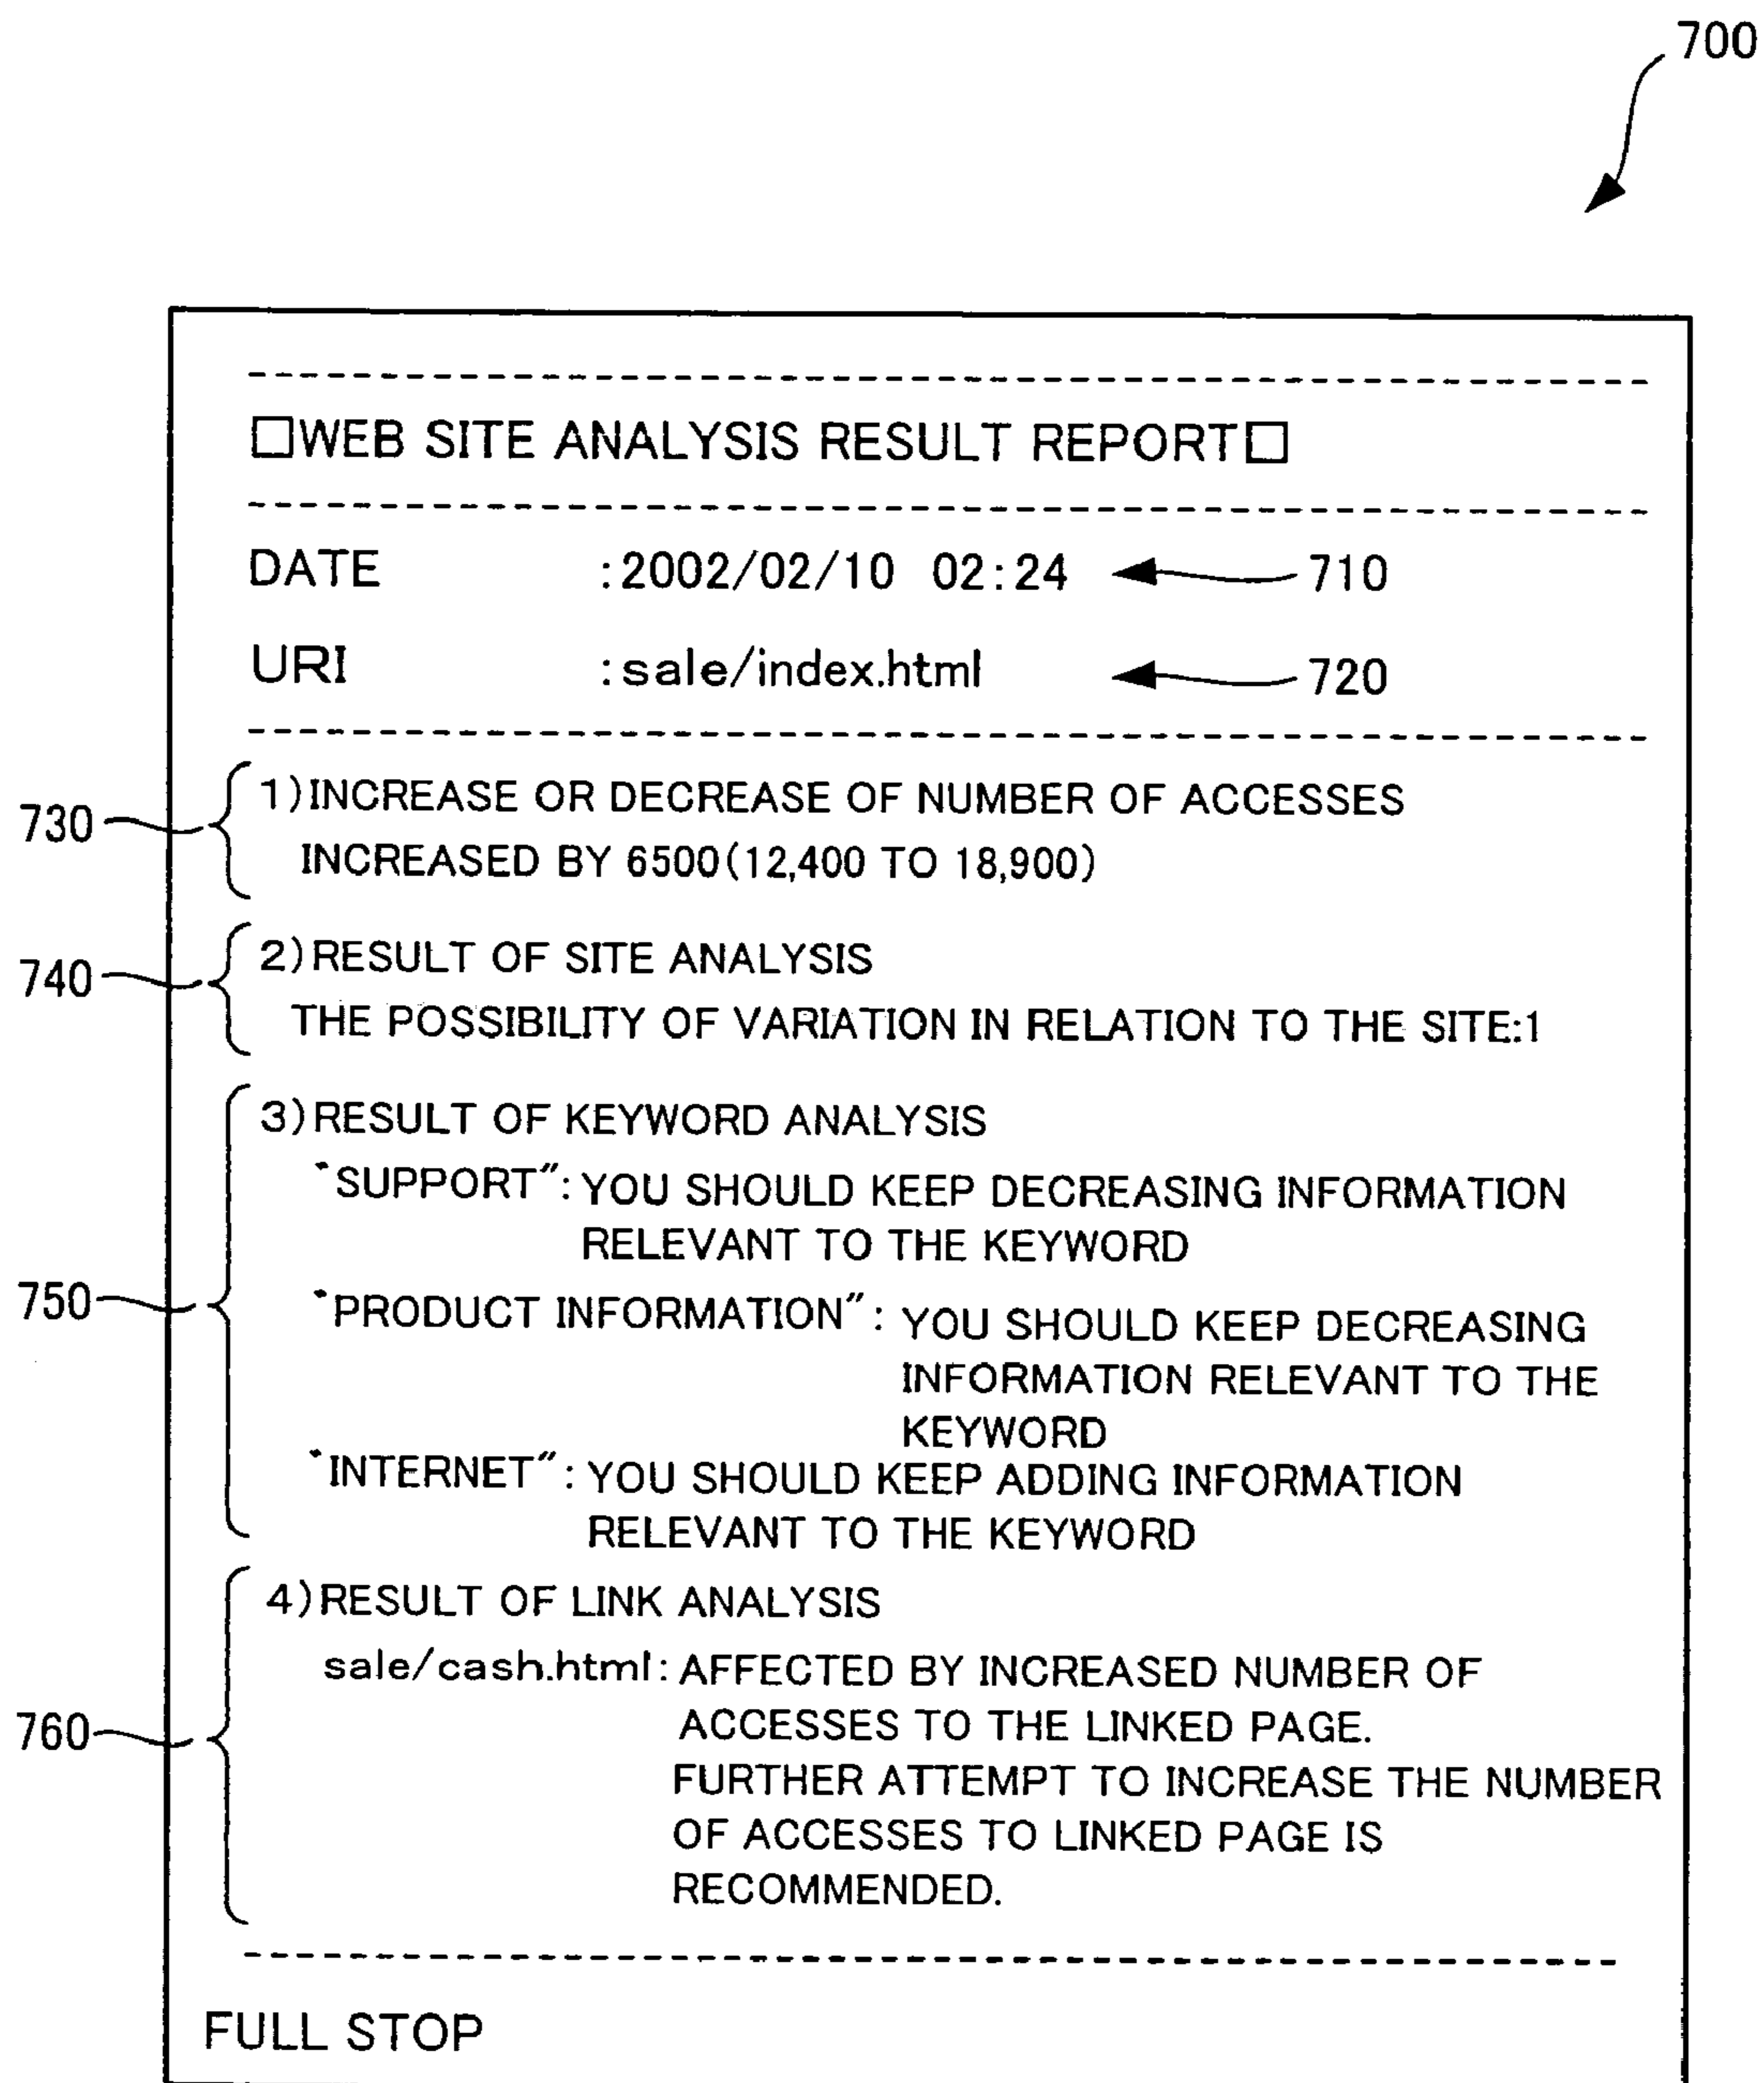 700
□WEB SITE ANALYSIS RESULT REPORT□
DATE :2002/02/10 02:24 710
URI :sale/index.html 720
730 1)INCREASE OR DECREASE OF NUMBER OF ACCESSES
INCREASED BY 6500(12,400 TO 18,900)
740 2)RESULT OF SITE ANALYSIS
THE POSSIBILITY OF VARIATION IN RELATION TO THE SITE:1
750 3)RESULT OF KEYWORD ANALYSIS
"SUPPORT": YOU SHOULD KEEP DECREASING INFORMATION
RELEVANT TO THE KEYWORD
"PRODUCT INFORMATION": YOU SHOULD KEEP DECREASING
INFORMATION RELEVANT TO THE
KEYWORD
"INTERNET": YOU SHOULD KEEP ADDING INFORMATION
RELEVANT TO THE KEYWORD
760 4)RESULT OF LINK ANALYSIS
sale/cash.html: AFFECTED BY INCREASED NUMBER OF
ACCESSES TO THE LINKED PAGE.
FURTHER ATTEMPT TO INCREASE THE NUMBER
OF ACCESSES TO LINKED PAGE IS
RECOMMENDED.
FULL STOP